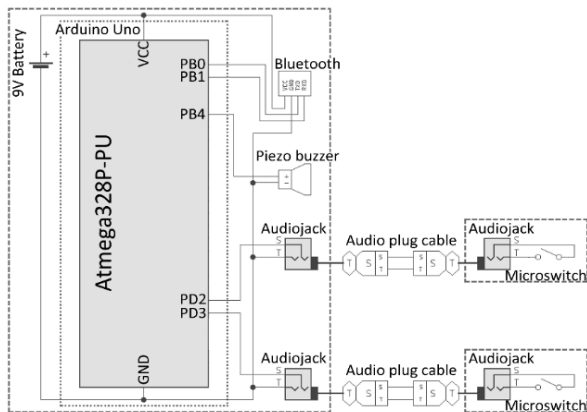 Arduino Uno
9V Battery
+
VCC
Atmega328P-PU
PB0
PB1
PB4
PD2
PD3
GND
Bluetooth
VCC
GND
TXD
RXD
Piezo buzzer
+
Audiojack
S
T
Audio plug cable
T S S T S T S T
Audiojack
S
T
Microswitch
Audiojack
S
T
Audio plug cable
T S S T S T S T
Audiojack
S
T
Microswitch